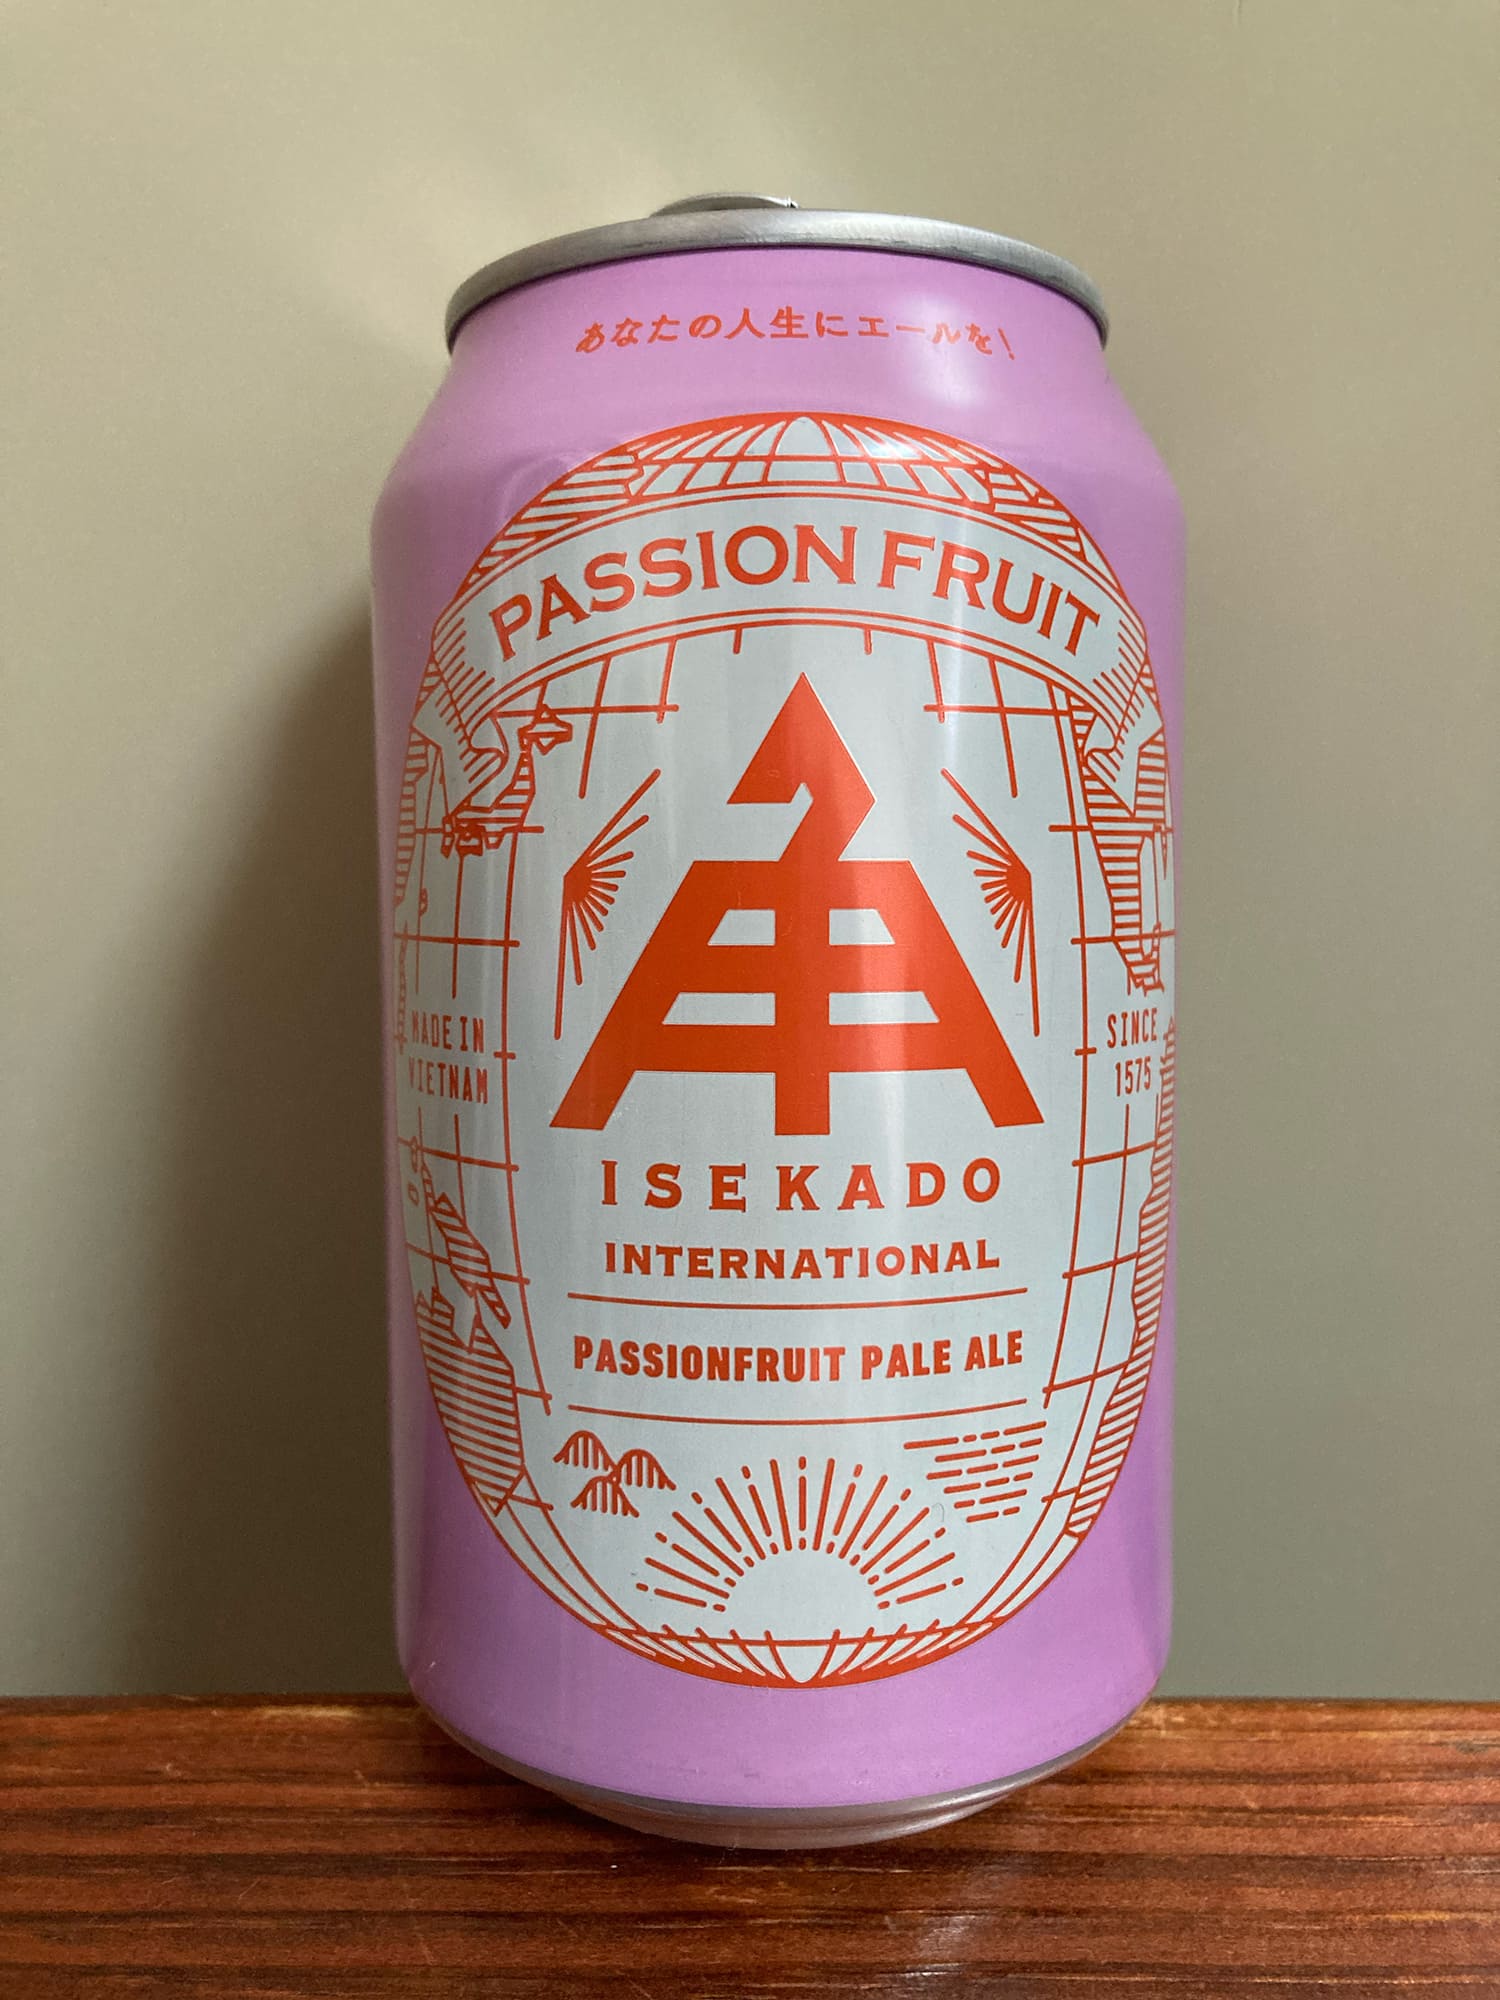 あなたの人生にエールを!
PASSION FRUIT
MADE IN
VIETNAM
SINCE
1575
ISEKADO
INTERNATIONAL
PASSIONFRUIT PALE ALE